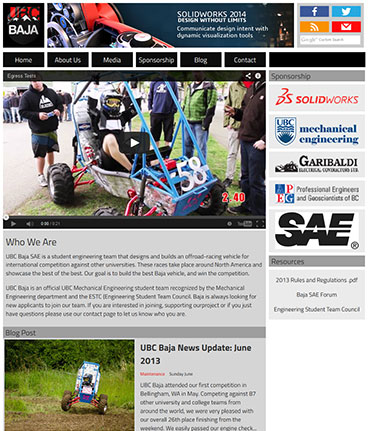 UBC
BAJA
SOLIDWORKS 2014
DESIGN WITHOUT LIMITS
Communicate design intent with
dynamic visualization tools
Google™ Custom Search
Home
About Us
Media
Sponsorship
Blog
Contact
Egress Tests
58
2:40
0:00 / 0:21
Who We Are
UBC Baja SAE is a student engineering team that designs and builds an offroad-racing vehicle for
international competition against other universities. These races take place around North America and
showcase the best of the best. Our goal is to build the best Baja vehicle, and win the competition.
UBC Baja is an official UBC Mechanical Engineering student team recognized by the Mechanical
Engineering department and the ESTC (Engineering Student Team Council. Baja is always looking for
new applicants to join our team. If you are interested in joining, supporting ourproject or if you just
have questions please use our contact page to let us know who you are.
Blog Post
UBC Baja News Update: June
2013
Maintenance Sunday June
UBC Baja attended our first competition in
Bellingham, WA in May. Competing against 87
other university and college teams from
around the world, we were very pleased with
our overall 26th place finishing from the
weekend. We easily passed our engine check...
Sponsorship
SOLIDWORKS
UBC
mechanical
engineering
GARIBALDI
ELECTRICAL CONTRACTORS LTD.
Professional Engineers
and Geoscientists of BC
SAE®
Resources
2013 Rules and Regulations .pdf
Baja SAE Forum
Engineering Student Team Council